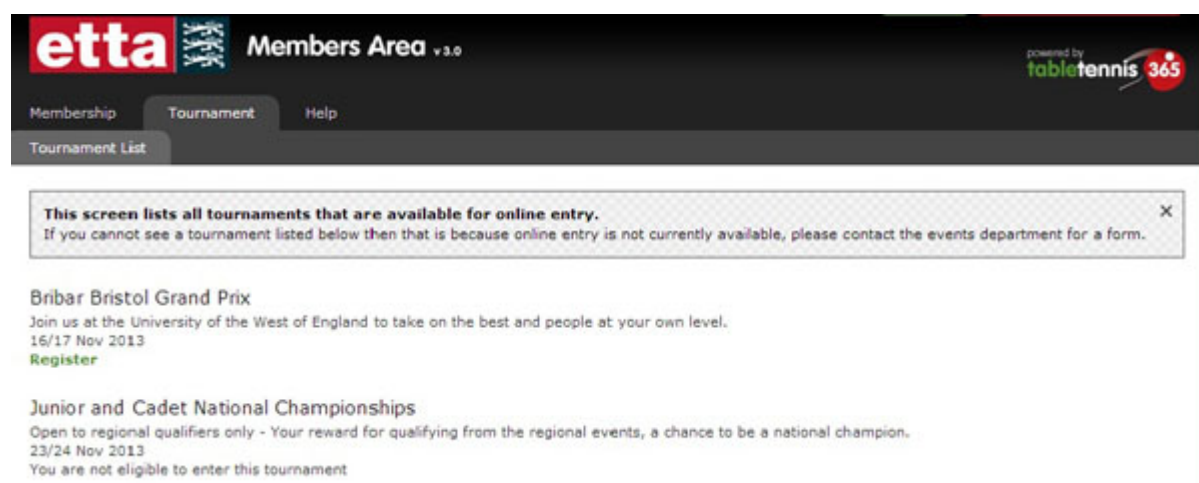 etta Members Area v 3.0
powered by
tabletennis 365
Membership Tournament Help
Tournament List
This screen lists all tournaments that are available for online entry. ×
If you cannot see a tournament listed below then that is because online entry is not currently available, please contact the events department for a form.
Bribar Bristol Grand Prix
Join us at the University of the West of England to take on the best and people at your own level.
16/17 Nov 2013
Register
Junior and Cadet National Championships
Open to regional qualifiers only - Your reward for qualifying from the regional events, a chance to be a national champion.
23/24 Nov 2013
You are not eligible to enter this tournament